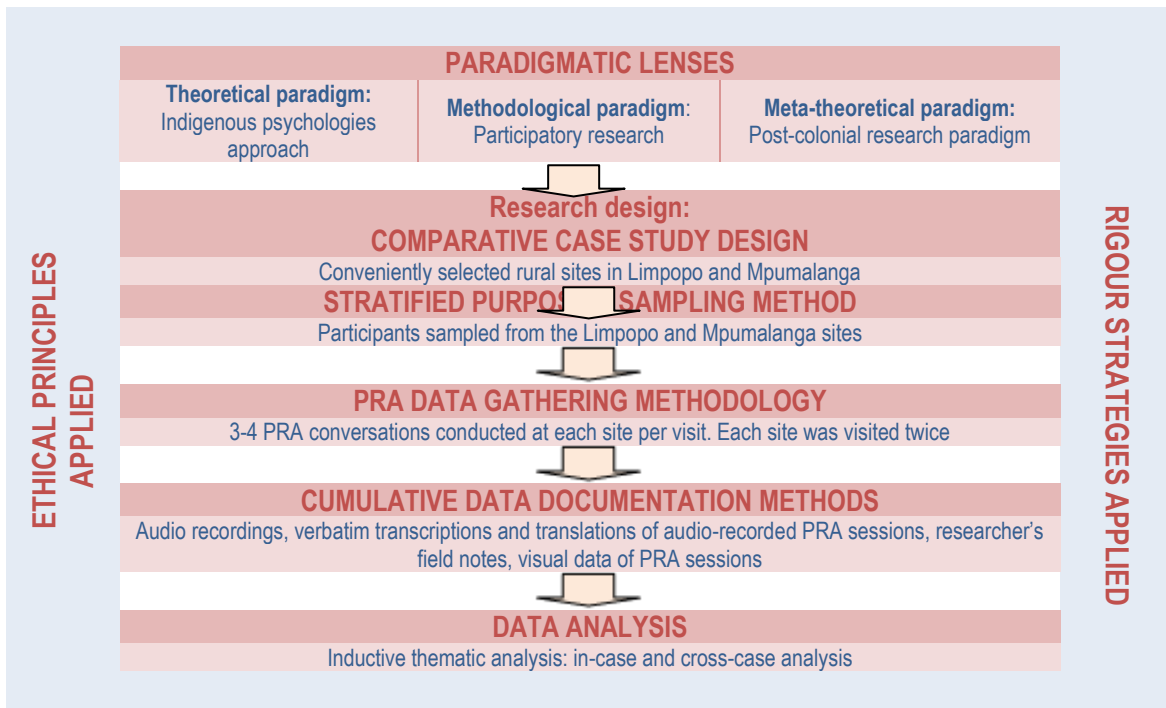 PARADIGMATIC LENSES
Theoretical paradigm:
Indigenous psychologies
approach
Methodological paradigm:
Participatory research
Meta-theoretical paradigm:
Post-colonial research paradigm
Research design:
COMPARATIVE CASE STUDY DESIGN
Conveniently selected rural sites in Limpopo and Mpumalanga
STRATIFIED SAMPLING METHOD
Participants sampled from the Limpopo and Mpumalanga sites
PRA DATA GATHERING METHODOLOGY
3-4 PRA conversations conducted at each site per visit. Each site was visited twice
CUMULATIVE DATA DOCUMENTATION METHODS
Audio recordings, verbatim transcriptions and translations of audio-recorded PRA sessions, researcher's
field notes, visual data of PRA sessions
DATA ANALYSIS
Inductive thematic analysis: in-case and cross-case analysis
ETHICAL PRINCIPLES
APPLIED
RIGOUR STRATEGIES APPLIED